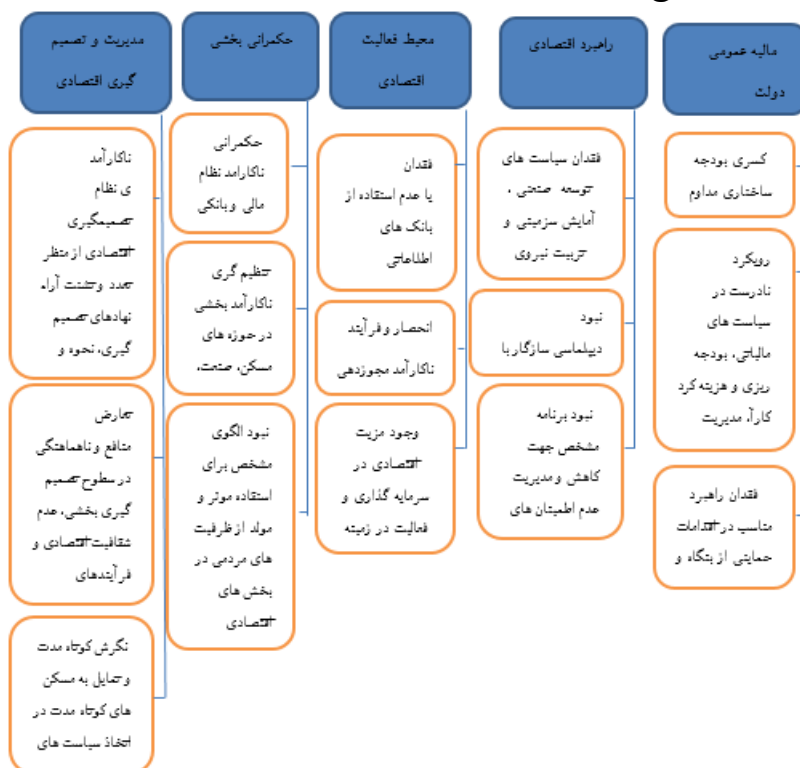 مالیه عمومی
دولت
کسری بودجه
ساختاری مداوم
رویکرد
نادرست در
سیاست های
مالیاتی، بودجه
ریزی و هزینه کرد
کارآ، مدیریت
فقدان راهبرد
مناسب در اقدامات
حمایتی از بنگاه و
راهبرد اقتصادی
فقدان سیاست های
توسعه صنعتی ،
آمایش سرزمینی و
تربیت نیروی
نبود
دیپلماسی سازگار با
نبود برنامه
مشخص جهت
کاهش و مدیریت
عدم اطمینان های
محیط فعالیت
اقتصادی
فقدان
یا عدم استفاده از
بانک های
اطلاعاتی
انحصار و فرآیند
ناکارآمد مجوزدهی
وجود مزیت
اقتصادی در
سرمایه گذاری و
فعالیت در زمینه
حکمرانی بخشی
حکمرانی
ناکارامد نظام
مالی و بانکی
تنظیم گری
ناکارآمد بخشی
در حوزه های
مسکن، صنعت،
نبود الگوی
مشخص برای
استفاده موثر و
مولد از ظرفیت
های مردمی در
بخش های
اقتصادی
مدیریت و تصمیم
گیری اقتصادی
ناکارآمد
ی نظام
تصمیمگیری
اقتصادی از منظر
تعدد و تشتت آراء
نهادهای تصمیم
گیری، نحوه و
تعارض
منافع و ناهماهنگی
در سطوح تصمیم
گیری بخشی، عدم
شفافیت اقتصادی و
فرآیندهای
نگرش کوتاه مدت
و تمایل به مسکن
های کوتاه مدت در
اتخاذ سیاست های